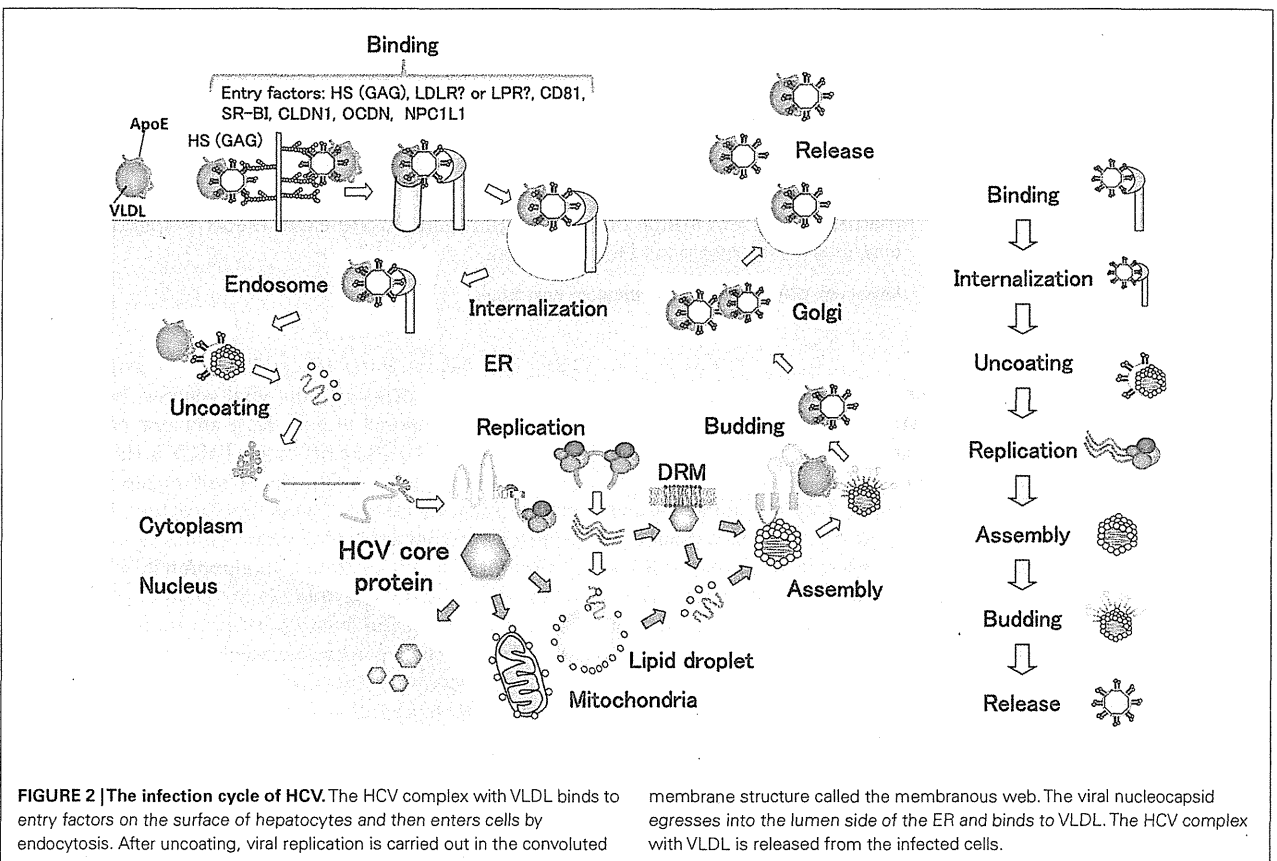 Binding
Entry factors: HS (GAG), LDLR? or LPR?, CD81,
SR-BI, CLDN1, OCDN, NPC1L1
ApoE
HS (GAG)
VLDL
Release
Endosome
Internalization
Golgi
ER
Uncoating
Replication
Budding
DRM
Cytoplasm
HCV core
protein
Nucleus
Assembly
Lipid droplet
Mitochondria
Binding
Internalization
Uncoating
Replication
Assembly
Budding
Release
FIGURE 2 | The infection cycle of HCV. The HCV complex with VLDL binds to
entry factors on the surface of hepatocytes and then enters cells by
endocytosis. After uncoating, viral replication is carried out in the convoluted
membrane structure called the membranous web. The viral nucleocapsid
egresses into the lumen side of the ER and binds to VLDL. The HCV complex
with VLDL is released from the infected cells.